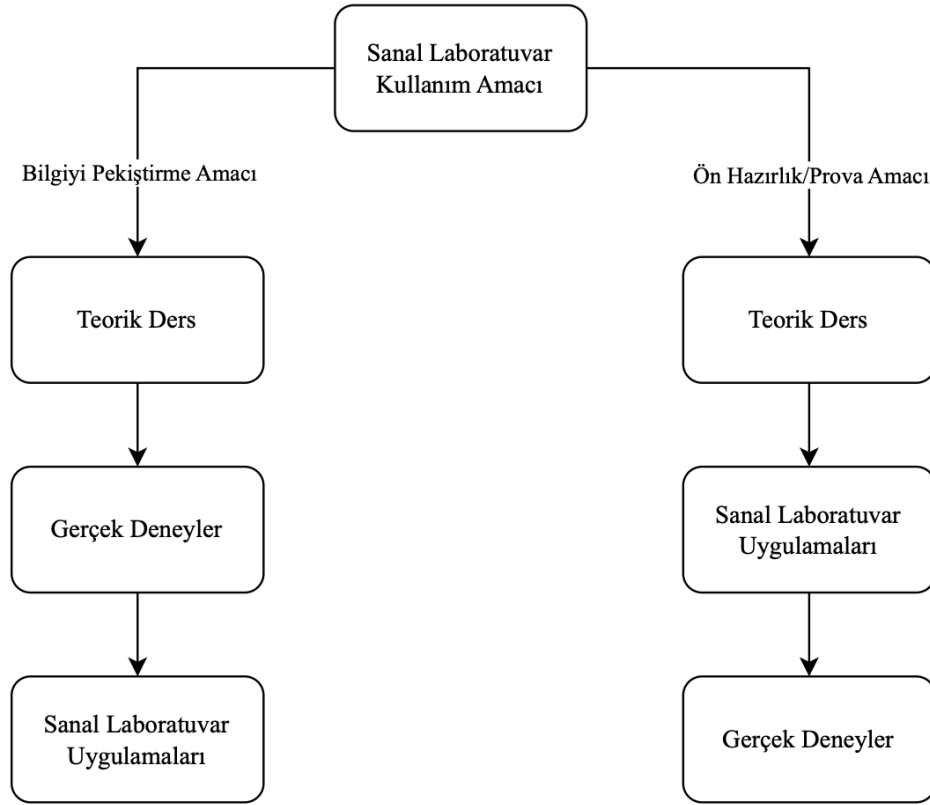 Sanal Laboratuvar
Kullanım Amacı
Bilgiyi Pekiştirme Amacı
Ön Hazırlık/Prova Amacı
Teorik Ders
Teorik Ders
Gerçek Deneyler
Sanal Laboratuvar
Uygulamaları
Sanal Laboratuvar
Uygulamaları
Gerçek Deneyler